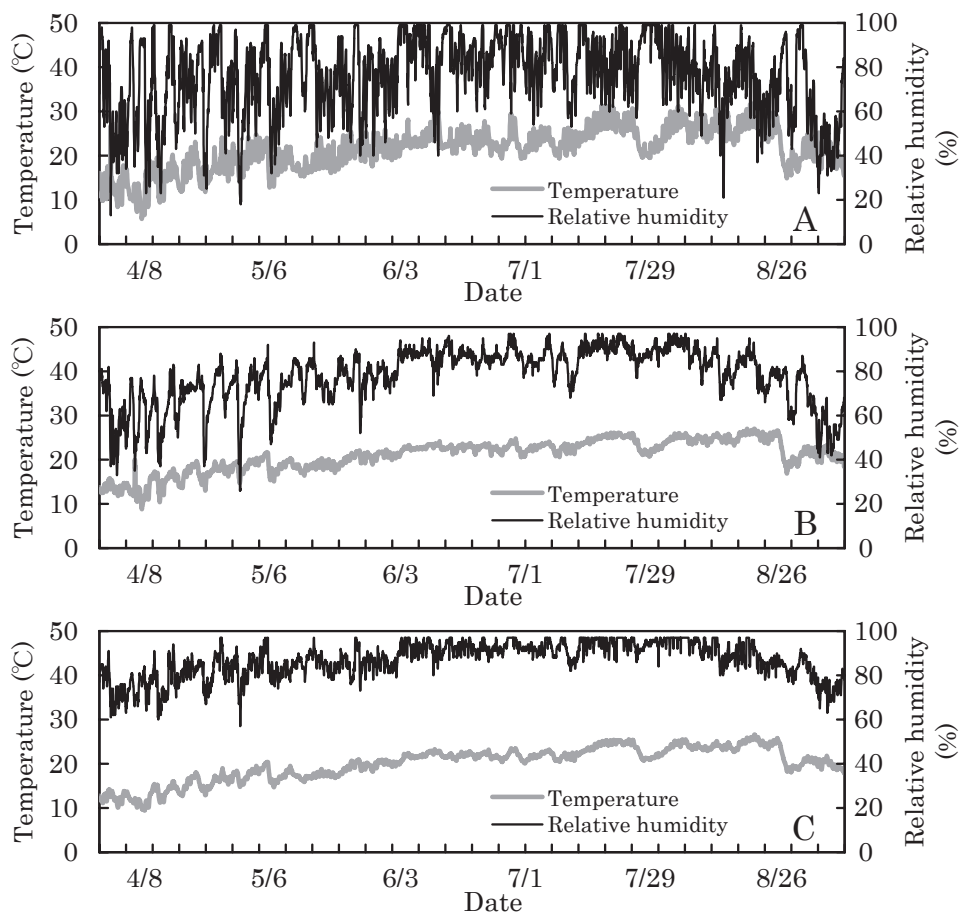 50 100
40 80
30 60
20 40
10 20
0 0
Temperature (℃)
Relative humidity
(%)
Temperature
Relative humidity
A
4/8 5/6 6/3 7/1 7/29 8/26
Date
50 100
40 80
30 60
20 40
10 20
0 0
Temperature (℃)
Relative humidity
(%)
Temperature
Relative humidity
B
4/8 5/6 6/3 7/1 7/29 8/26
Date
50 100
40 80
30 60
20 40
10 20
0 0
Temperature (℃)
Relative humidity
(%)
Temperature
Relative humidity
C
4/8 5/6 6/3 7/1 7/29 8/26
Date